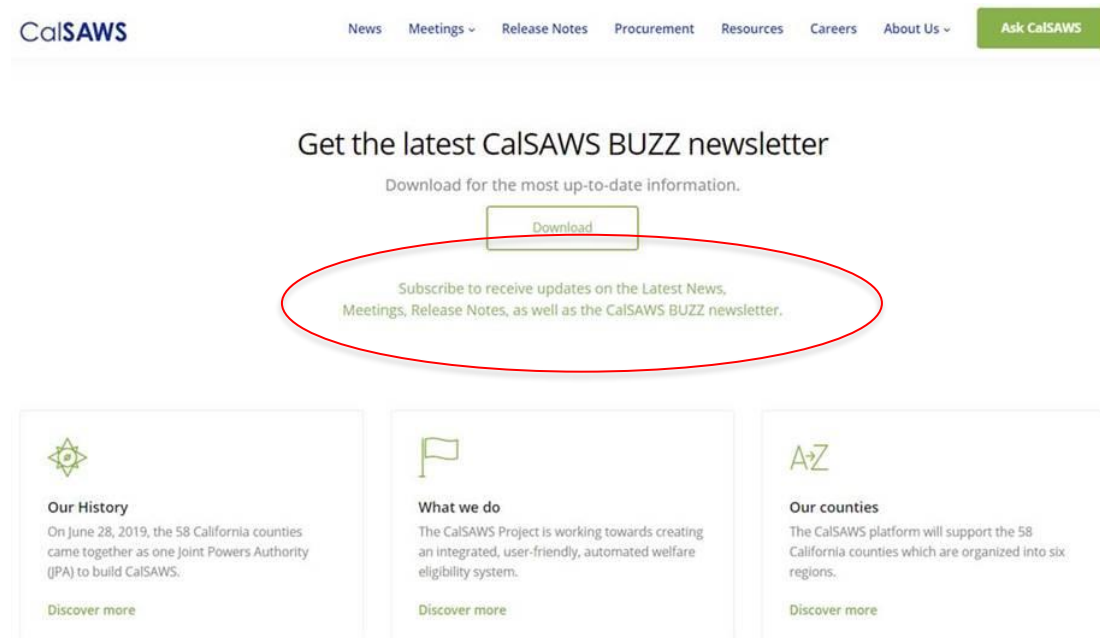 CalSAWS
News Meetings Release Notes Procurement Resources Careers About Us Ask CalSAWS
Get the latest CalSAWS BUZZ newsletter
Download for the most up-to-date information.
Download
Subscribe to receive updates on the Latest News,
Meetings, Release Notes, as well as the CalSAWS BUZZ newsletter.
A→Z
Our History
On June 28, 2019, the 58 California counties
came together as one Joint Powers Authority
(JPA) to build CalSAWS.
Discover more
What we do
The CalSAWS Project is working towards creating
an integrated, user-friendly, automated welfare
eligibility system.
Discover more
Our counties
The CalSAWS platform will support the 58
California counties which are organized into six
regions.
Discover more